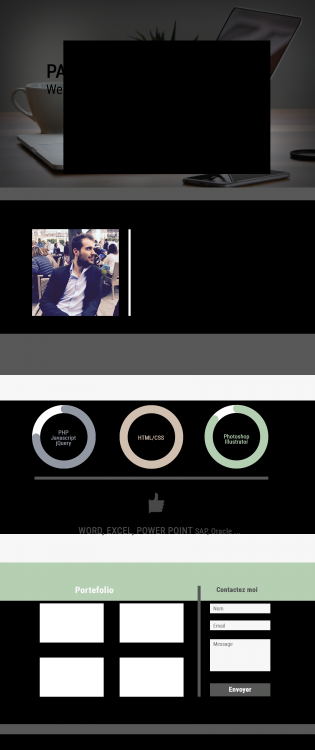 PA
We
PHP
Javascript
jQuery
HTML/CSS
Photoshop
Illustrator
WORD, EXCEL, POWER POINT SAP, Oracle ...
Portefolio
Contactez moi
Nom
Email
Message
Envoyer